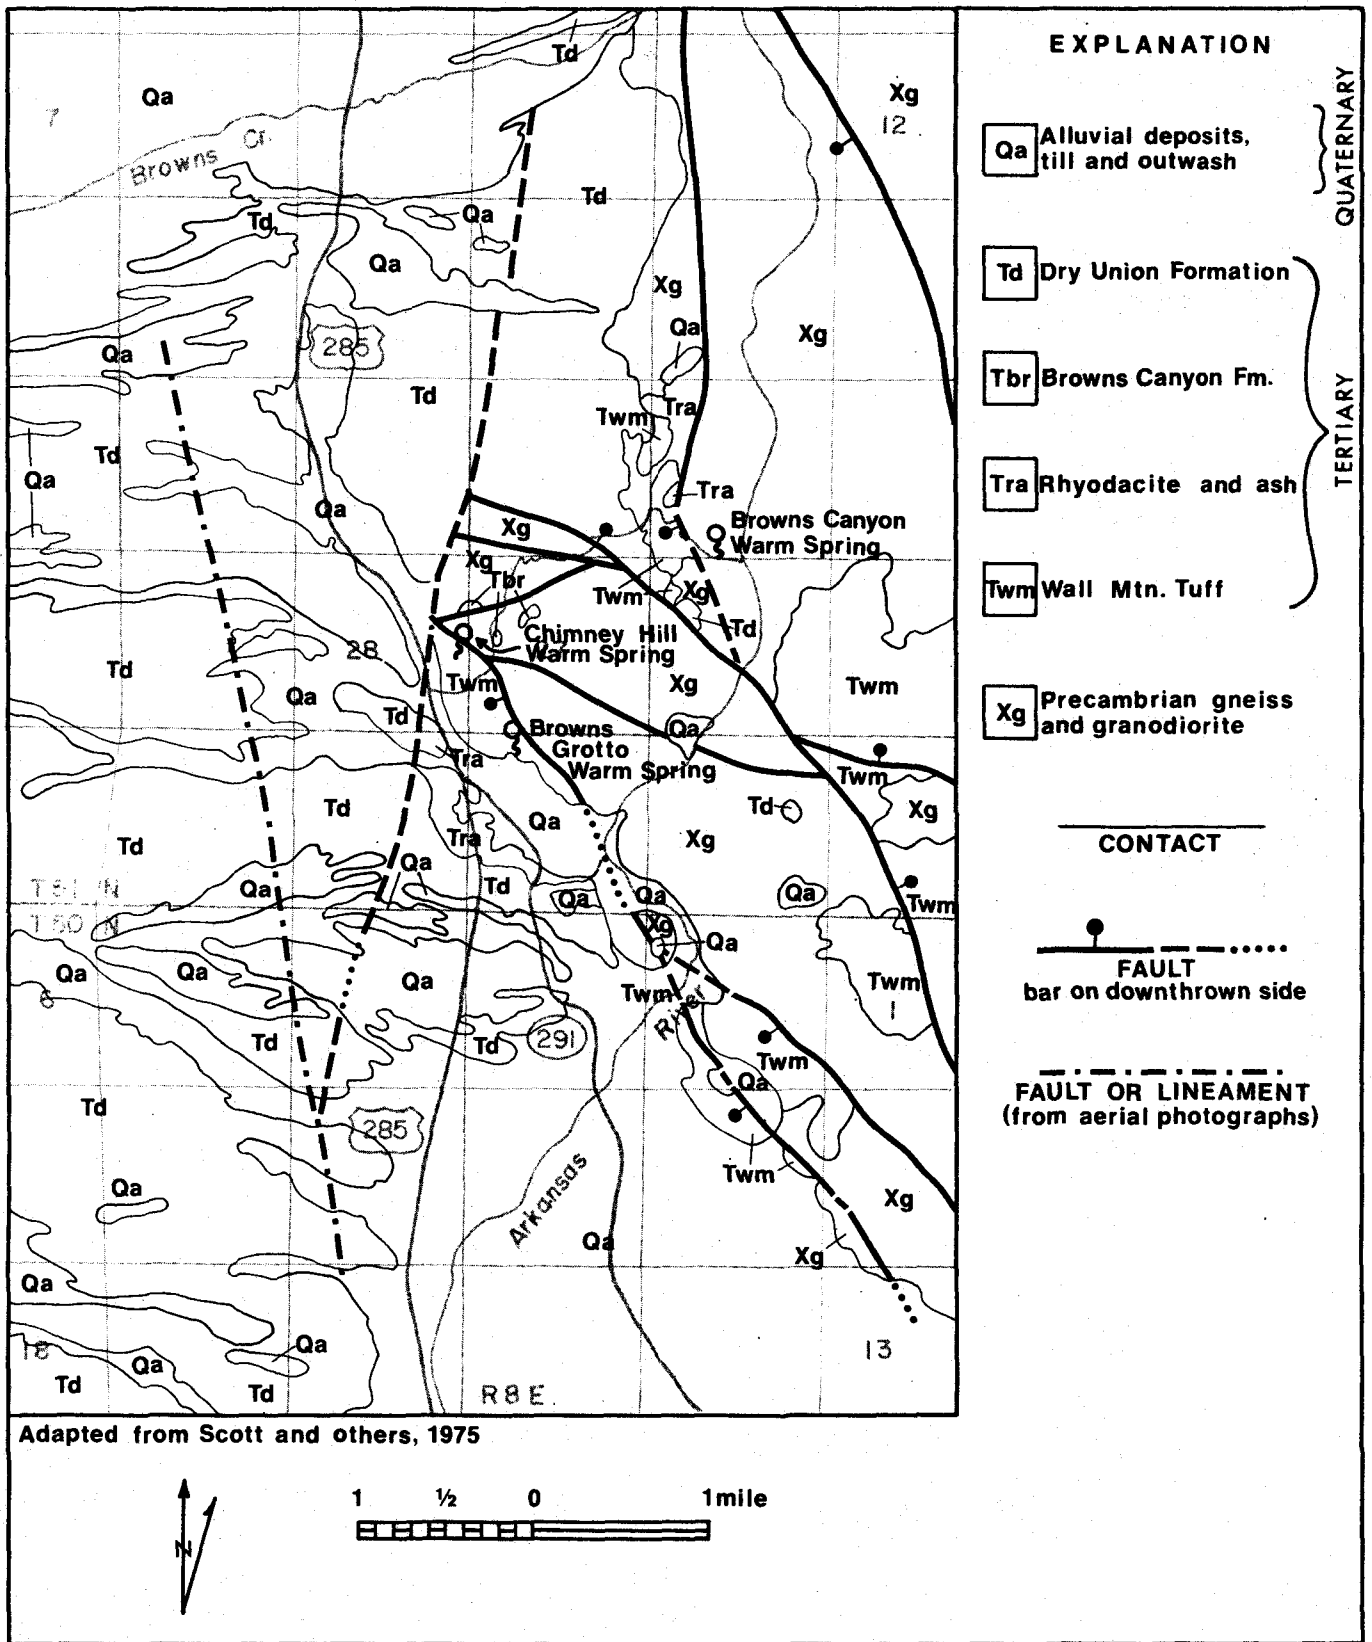 Td
Qa
7
Browns Cr.
Xg
12
Td
Td
Qa
Qa
Xg
Qa
Xg
285
Qa
Td
Twm
Tra
Td
Qa
Qa
Tra
Xg
Browns Canyon
Warm Spring
Xg
Tbr
Twm
Xg
Td
Chimney Hill
Warm Spring
28
Td
Qa
Twm
Xg
Twm
Td
Qa
Browns
Grotto
Warm Spring
Tra
Twm
Td
Td
Xg
Qa
Td
Tra
Xg
Qa
T 51 N
Qa
Td
Qa
Qa
Qa
Twm
T 50 N
Xg
Qa
Qa
Qa
Qa
Twm
Twm
River
1
6
Td
Td
291
Twm
Qa
Td
285
Twm
Qa
Xg
Arkansas
Qa
Xg
Qa
18
Qa
Qa
13
Td
Td
R 8 E.
EXPLANATION
Qa Alluvial deposits,
till and outwash
QUATERNARY
Td Dry Union Formation
Tbr Browns Canyon Fm.
Tra Rhyodacite and ash
Twm Wall Mtn. Tuff
TERTIARY
Xg Precambrian gneiss
and granodiorite
CONTACT
FAULT
bar on downthrown side
FAULT OR LINEAMENT
(from aerial photographs)
Adapted from Scott and others, 1975
N
1 ½ 0 1 mile